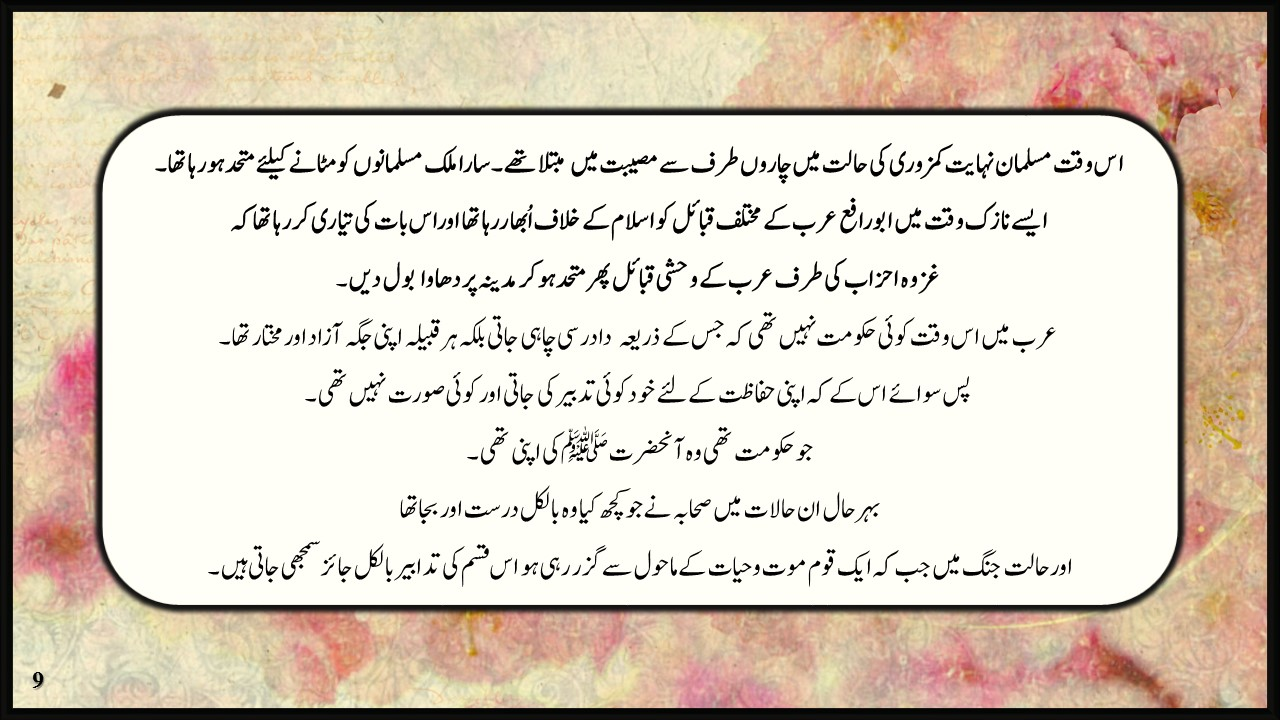 اس وقت مسلمان نہایت کمزوری کی حالت میں چاروں طرف سے مصیبت میں مبتلا تھے۔ سارا ملک مسلمانوں کو مٹانے کیلئے متحد ہو رہا تھا۔
ایسے نازک وقت میں ابورافع عرب کے مختلف قبائل کو اسلام کے خلاف اُبھار رہا تھا اور اس بات کی تیاری کر رہا تھا کہ
غزوہ احزاب کی طرف عرب کے وحشی قبائل پھر متحد ہو کر مدینہ پر دھاوا بول دیں۔
عرب میں اس وقت کوئی حکومت نہیں تھی کہ جس کے ذریعہ دادرسی چاہی جاتی بلکہ ہر قبیلہ اپنی جگہ آزاد اور مختار تھا۔
پس سوائے اس کے کہ اپنی حفاظت کے لئے خود کوئی تدبیر کی جاتی اور کوئی صورت نہیں تھی۔
جو حکومت تھی وہ آنحضرت ﷺ کی اپنی تھی۔
بہر حال ان حالات میں صحابہ نے جو کچھ کیا وہ بالکل درست اور بجا تھا
اور حالت جنگ میں جب کہ ایک قوم موت و حیات کے ماحول سے گزر رہی ہو اس قسم کی تدابیر بالکل جائز سمجھی جاتی ہیں۔
9